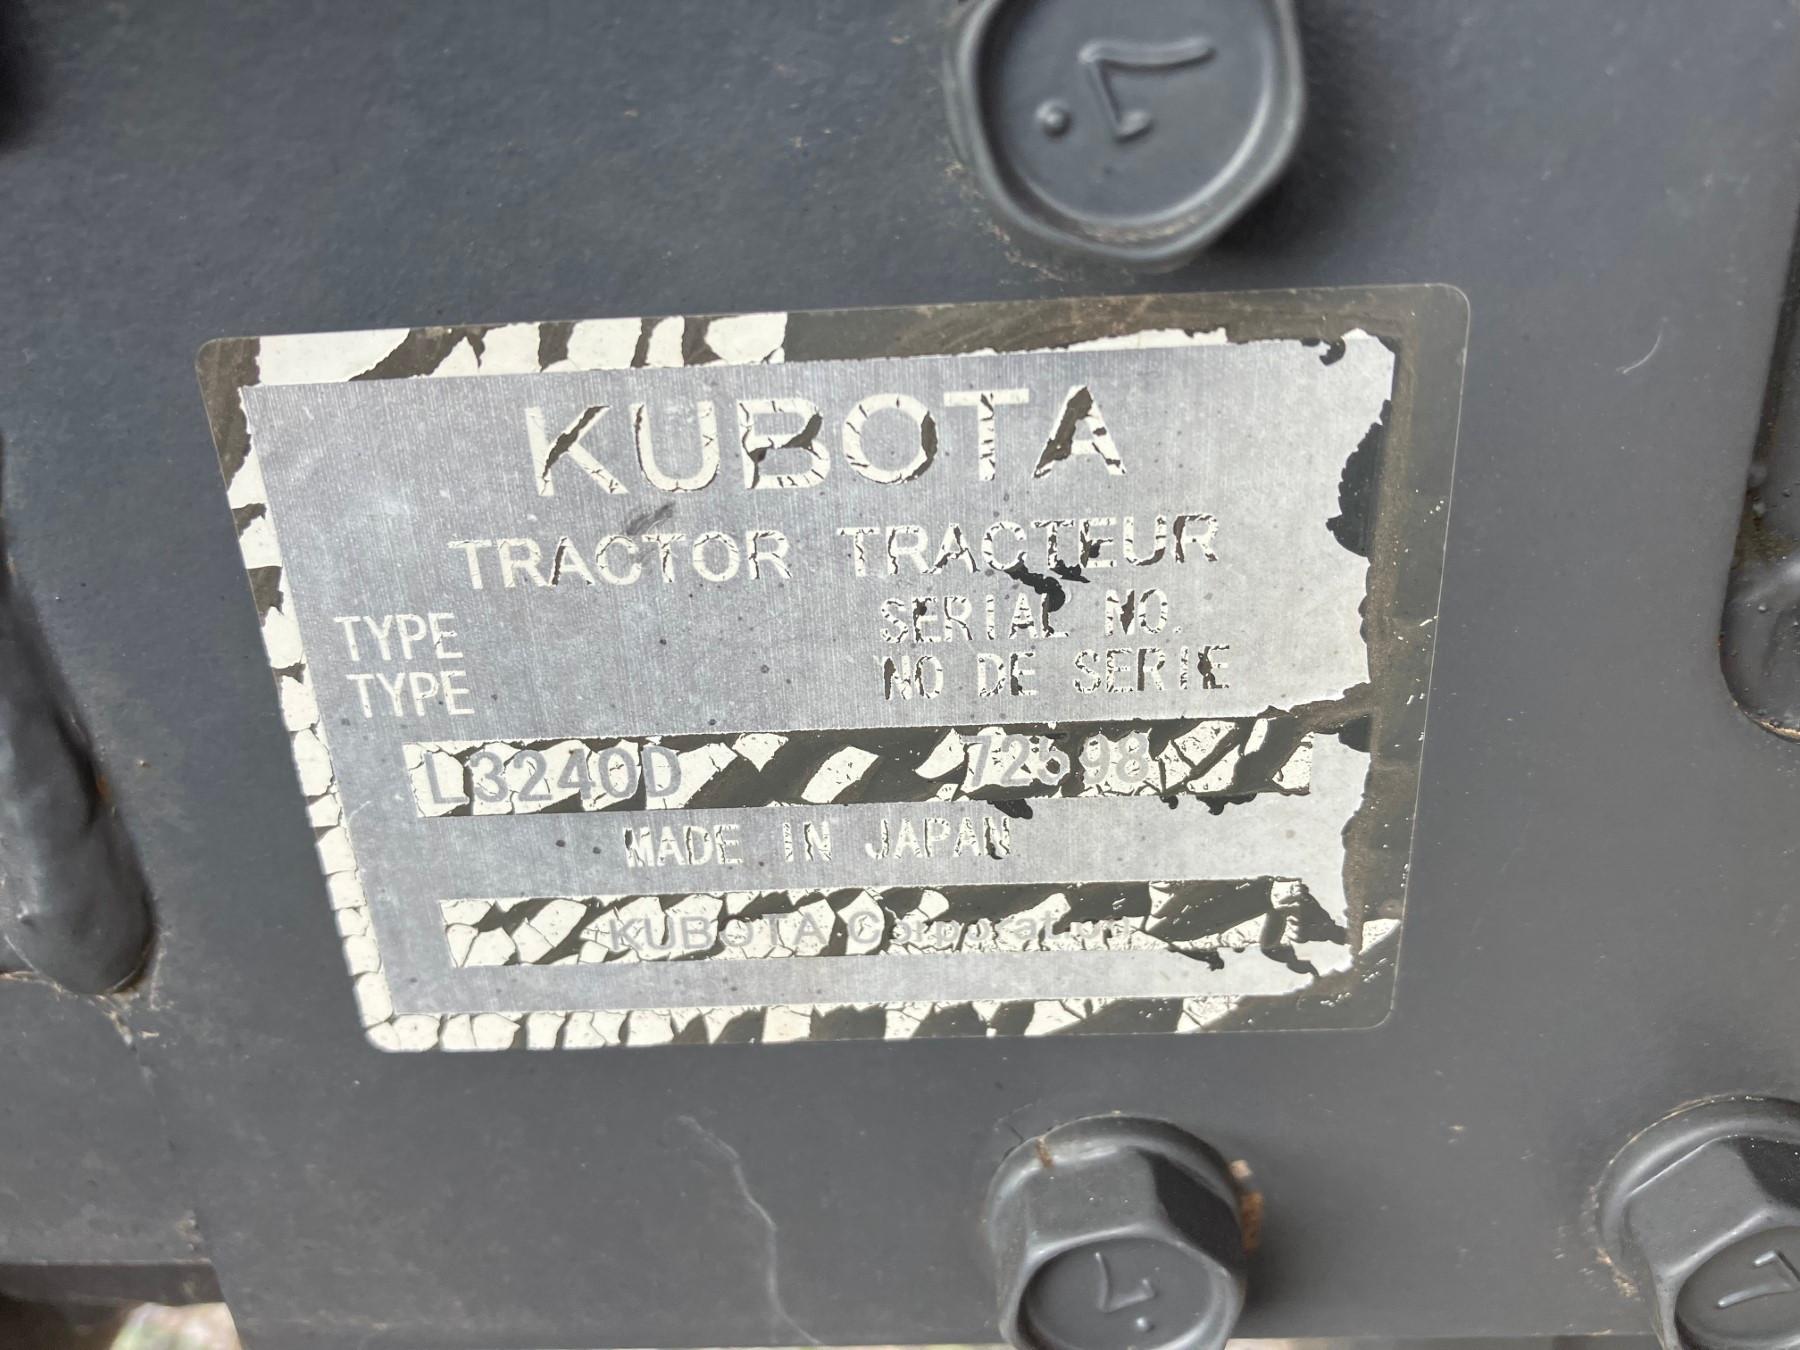 7
KUBOTA
TRACTOR TRACTEUR
TYPE SERIAL NO.
TYPE NO DE SERIE
L3240D 72598
MADE IN JAPAN
KUBOTA Corporation
7
7